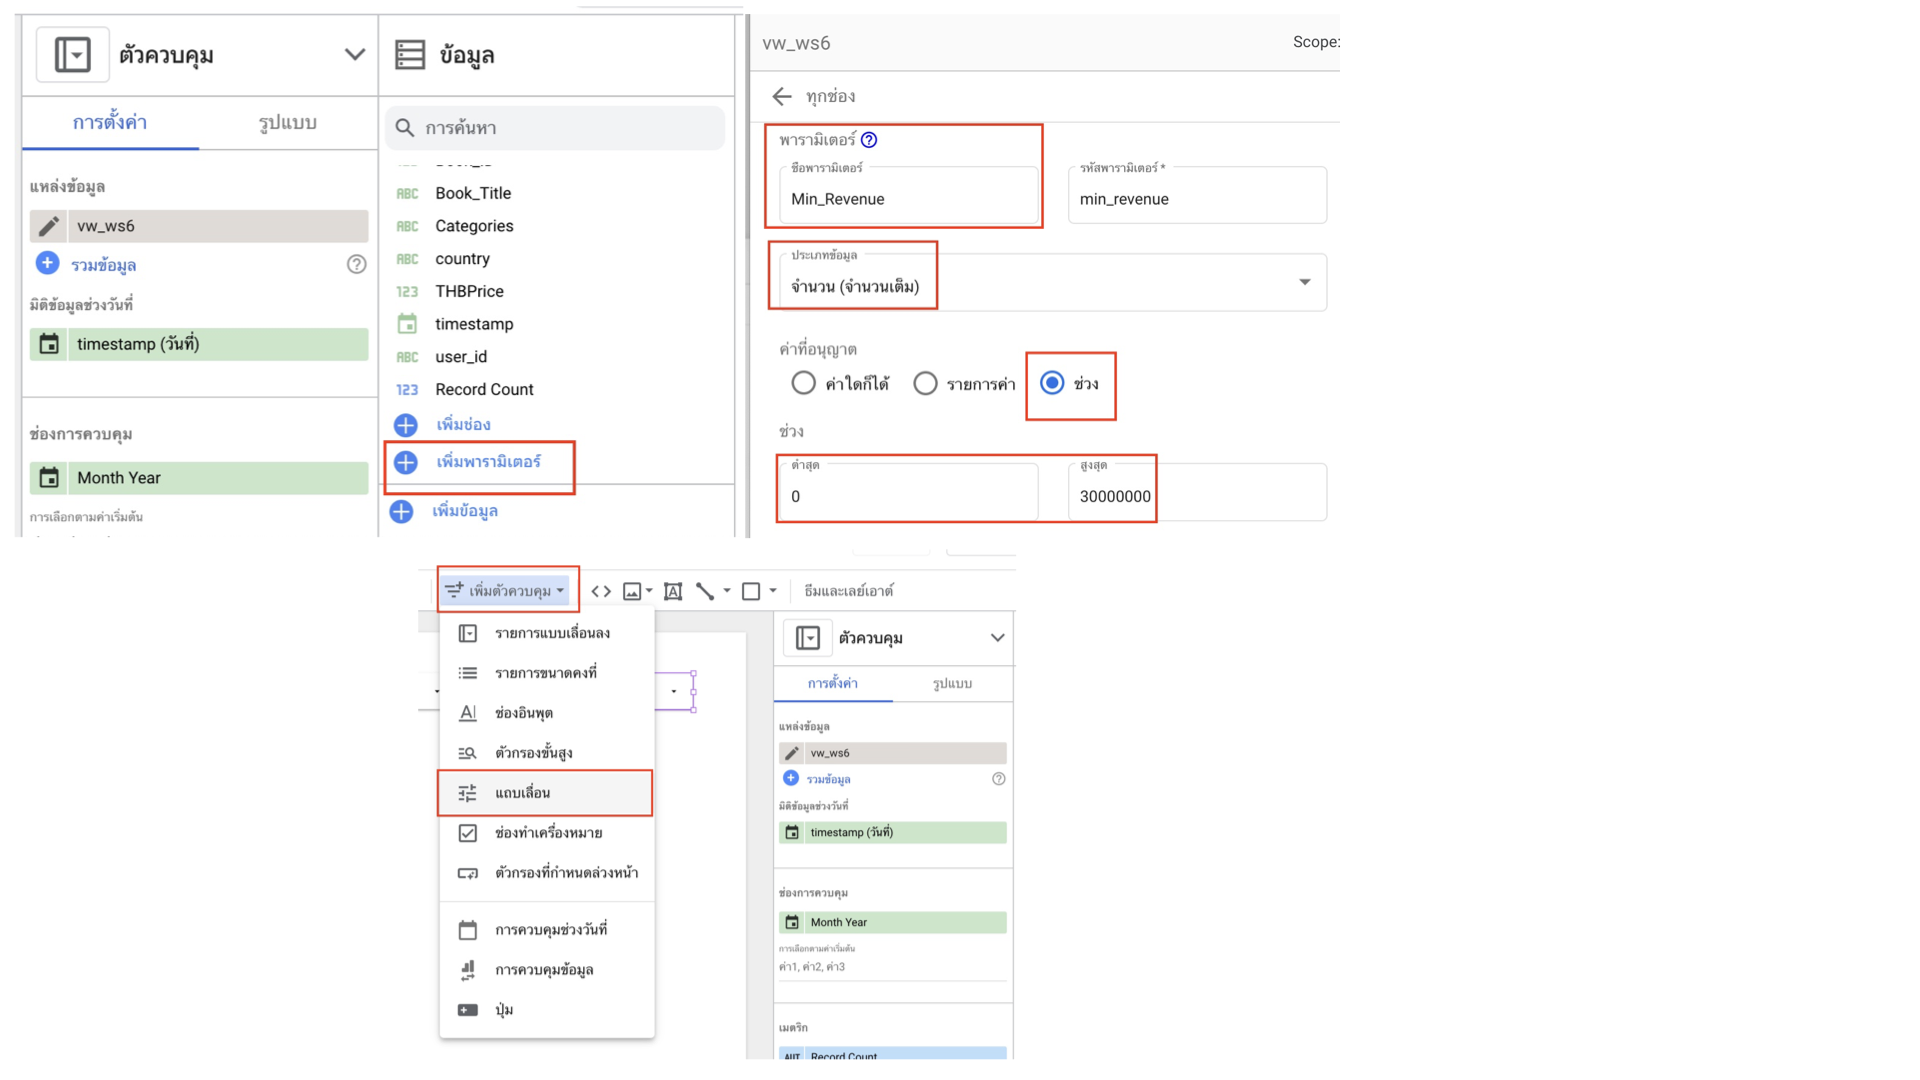 ตัวควบคุม
การตั้งค่า
รูปแบบ
แหล่งข้อมูล
vw_ws6
รวมข้อมูล
มิติข้อมูลช่วงวันที่
timestamp (วันที่)
ช่องการควบคุม
Month Year
การเลือกตามค่าเริ่มต้น
ข้อมูล
การค้นหา
ABC Book_Title
ABC Categories
ABC country
123 THBPrice
timestamp
ABC user_id
123 Record Count
เพิ่มช่อง
เพิ่มพารามิเตอร์
เพิ่มข้อมูล
vw_ws6
Scope:
ทุกช่อง
พารามิเตอร์
ชื่อพารามิเตอร์
Min_Revenue
รหัสพารามิเตอร์ *
min_revenue
ประเภทข้อมูล
จำนวน (จำนวนเต็ม)
ค่าที่อนุญาต
ค่าใดก็ได้
รายการค่า
ช่วง
ช่วง
ต่ำสุด
0
สูงสุด
30000000
เพิ่มตัวควบคุม
ธีมและเลย์เอาต์
รายการแบบเลื่อนลง
รายการขนาดคงที่
ช่องอินพุต
ตัวกรองขั้นสูง
แถบเลื่อน
ช่องทำเครื่องหมาย
ตัวกรองที่กำหนดล่วงหน้า
การควบคุมช่วงวันที่
การควบคุมข้อมูล
ปุ่ม
ตัวควบคุม
การตั้งค่า
รูปแบบ
แหล่งข้อมูล
vw_ws6
รวมข้อมูล
มิติข้อมูลช่วงวันที่
timestamp (วันที่)
ช่องการควบคุม
Month Year
การเลือกตามค่าเริ่มต้น
ค่า1, ค่า2, ค่า3
เมตริก
AUT Record Count